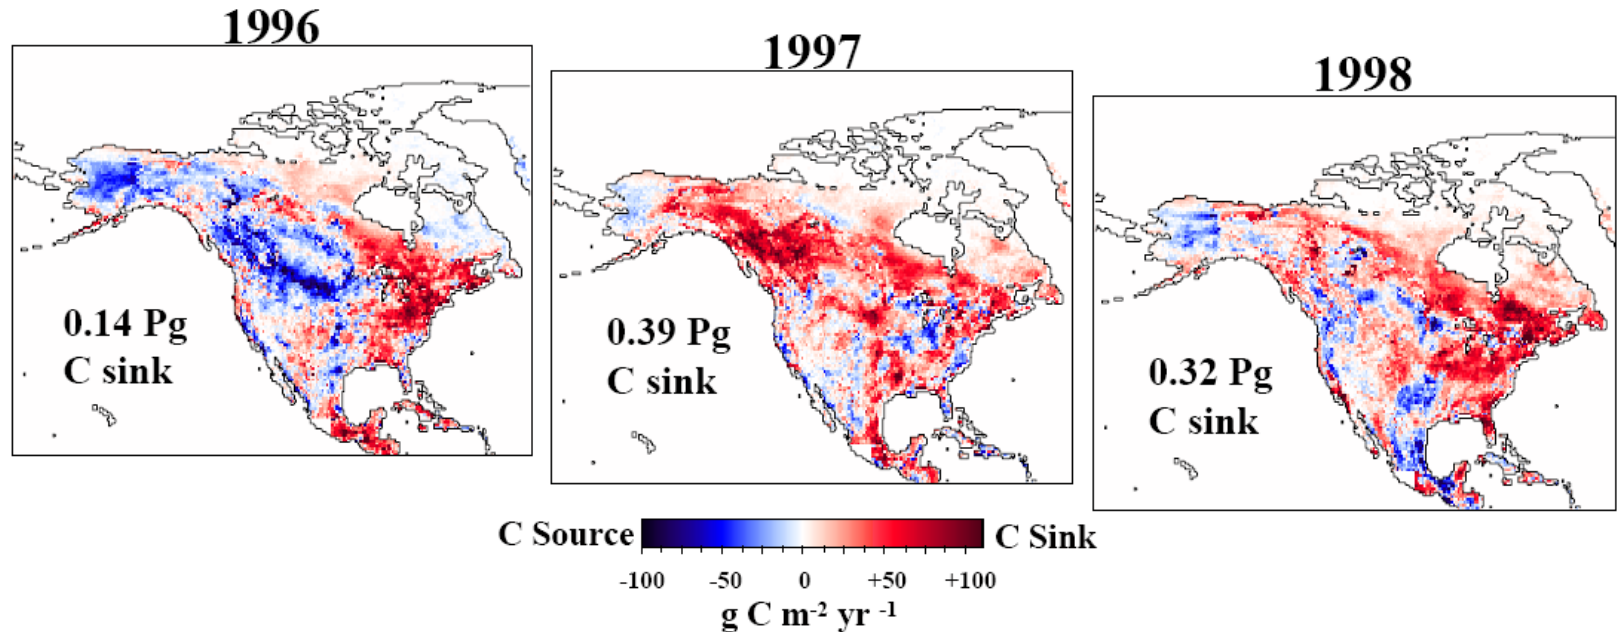 1996
1997
1998
0.14 Pg
C sink
0.39 Pg
C sink
0.32 Pg
C sink
C Source
C Sink
-100 -50 0 +50 +100
g C m⁻² yr ⁻¹